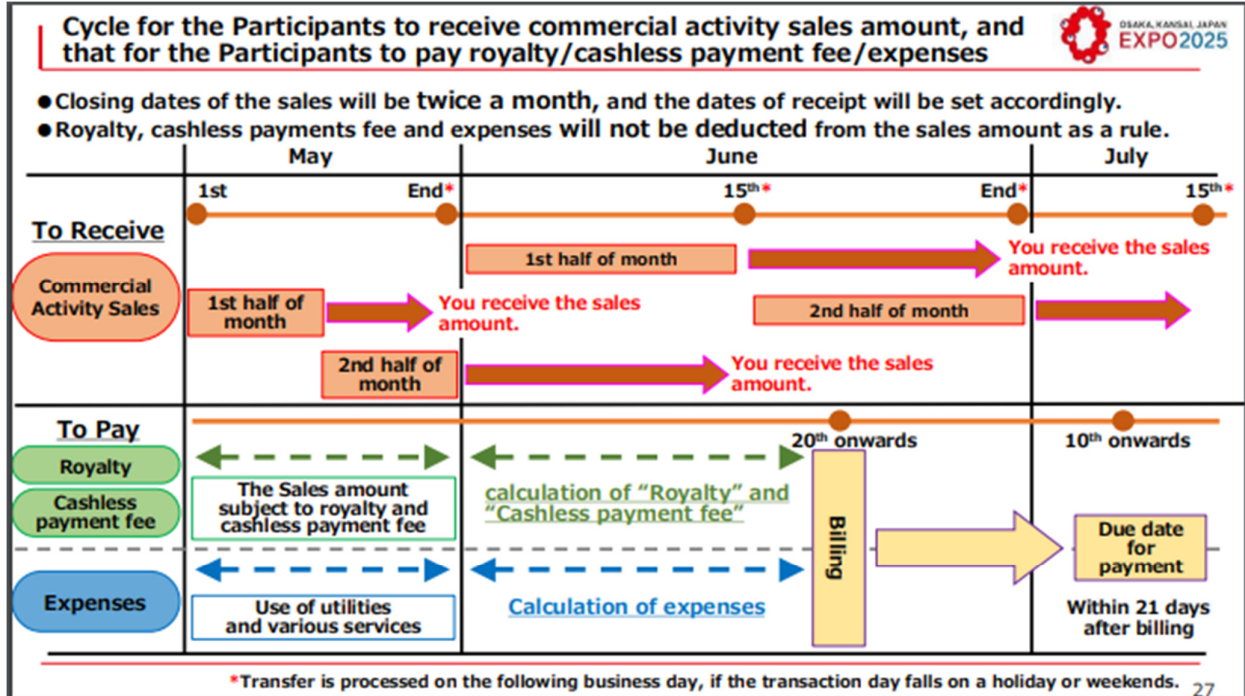 Cycle for the Participants to receive commercial activity sales amount, and
that for the Participants to pay royalty/cashless payment fee/expenses
OSAKA, KANSAI, JAPAN
EXPO2025
●Closing dates of the sales will be twice a month, and the dates of receipt will be set accordingly.
●Royalty, cashless payments fee and expenses will not be deducted from the sales amount as a rule.
May
June
July
1st
End*
15th*
End*
15th*
To Receive
Commercial
Activity Sales
1st half of month
You receive the sales
amount.
1st half of
month
You receive the sales
amount.
2nd half of month
2nd half of
month
You receive the sales
amount.
To Pay
20th onwards
10th onwards
Royalty
Cashless
payment fee
The Sales amount
subject to royalty and
cashless payment fee
calculation of “Royalty” and
“Cashless payment fee”
Billing
Due date
for
payment
Expenses
Use of utilities
and various services
Calculation of expenses
Within 21 days
after billing
*Transfer is processed on the following business day, if the transaction day falls on a holiday or weekends.
27